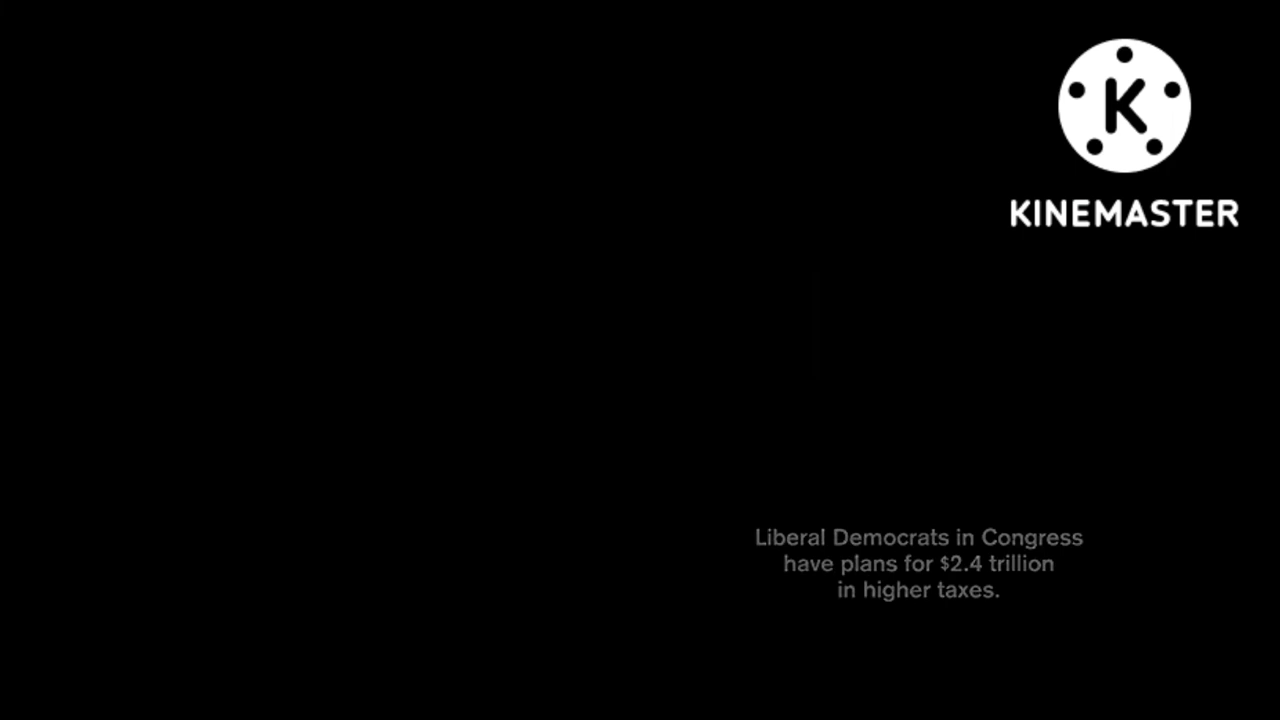 K
KINEMASTER
Liberal Democrats in Congress
have plans for $2.4 trillion
in higher taxes.